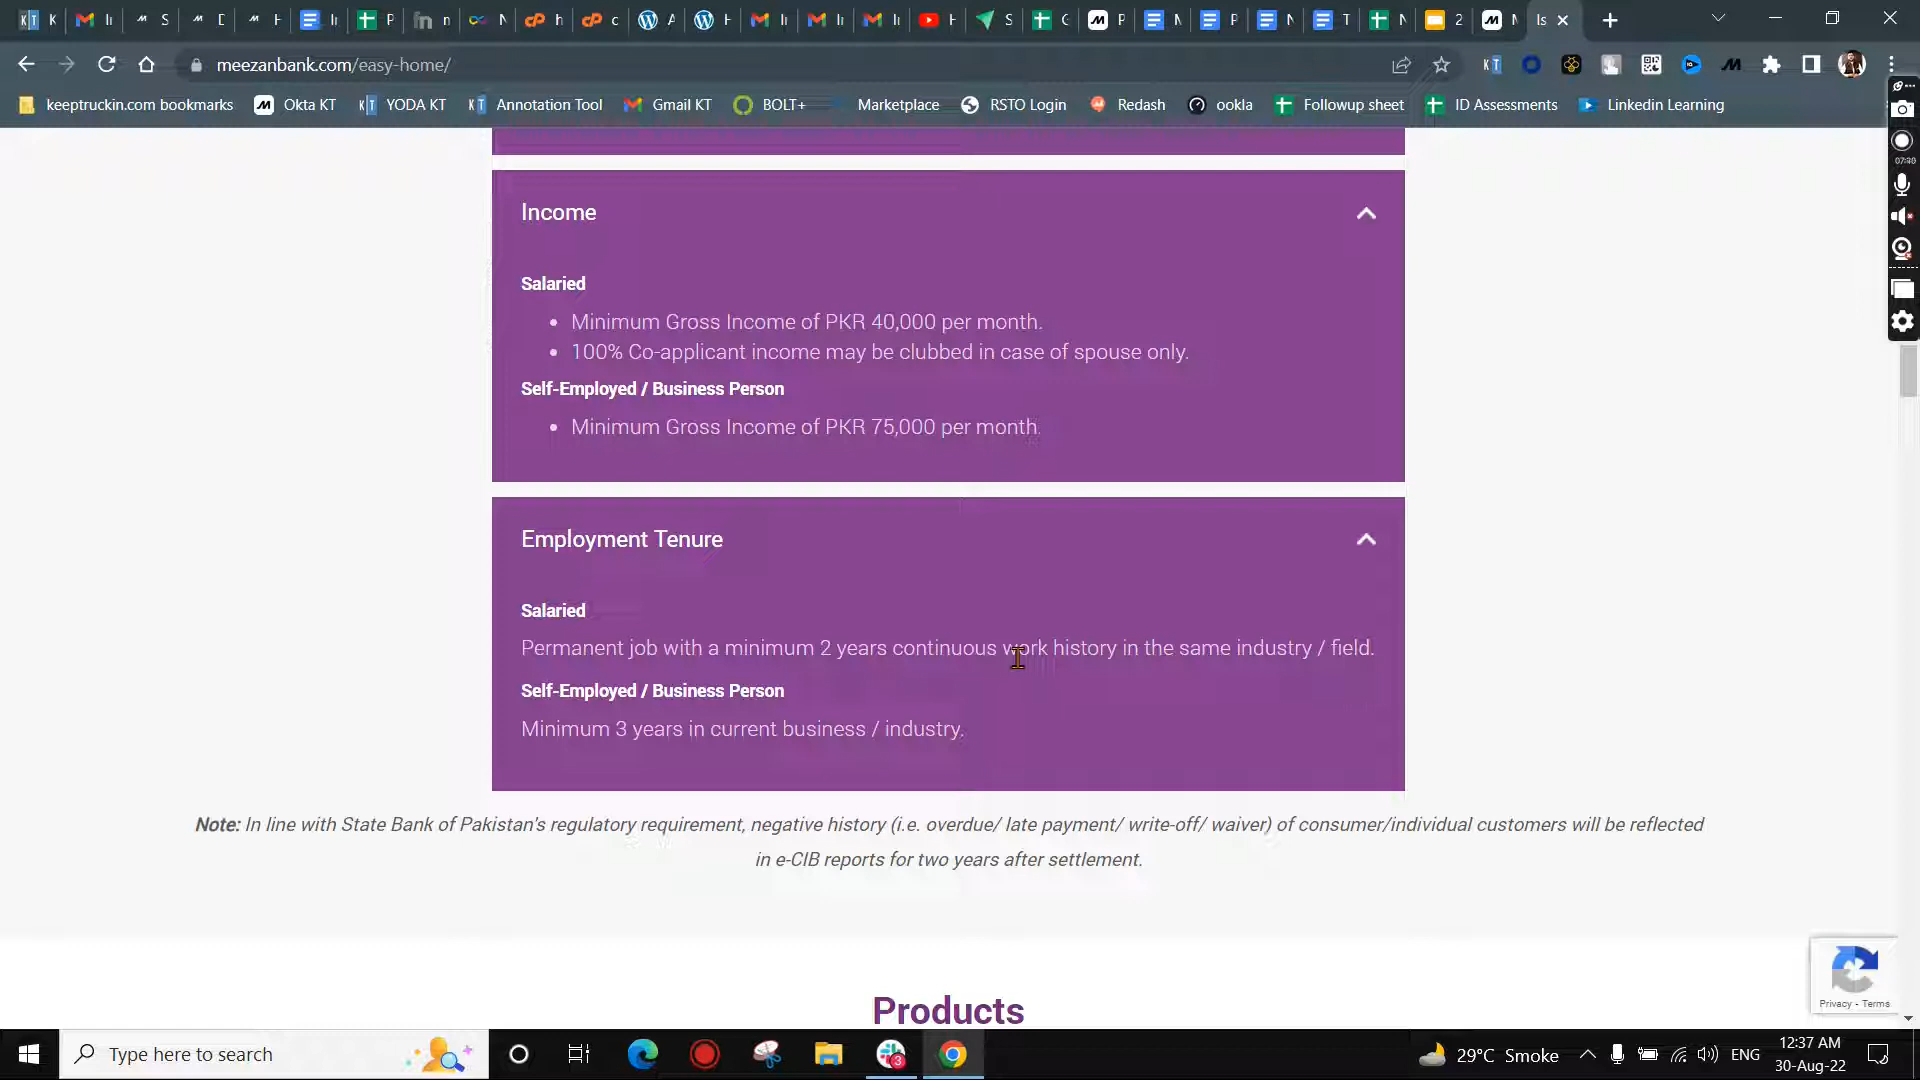 K
S
D
H
Iı
P
n
N
h
c
A
H
Iı
Iı
Iı
H
S
C
P
N
P
N
T
N
2
N
Is
meezanbank.com/easy-home/
keeptruckin.com bookmarks
Okta KT
YODA KT
Annotation Tool
Gmail KT
BOLT+
Marketplace
RSTO Login
Redash
ookla
Followup sheet
ID Assessments
Linkedin Learning
Income
Salaried
• Minimum Gross Income of PKR 40,000 per month.
• 100% Co-applicant income may be clubbed in case of spouse only.
Self-Employed / Business Person
• Minimum Gross Income of PKR 75,000 per month.
Employment Tenure
Salaried
Permanent job with a minimum 2 years continuous work history in the same industry / field.
Self-Employed / Business Person
Minimum 3 years in current business / industry.
Note: In line with State Bank of Pakistan's regulatory requirement, negative history (i.e. overdue/ late payment/ write-off/ waiver) of consumer/individual customers will be reflected
in e-CIB reports for two years after settlement.
Products
Privacy - Terms
Type here to search
3
29°C Smoke
ENG
12:37 AM
30-Aug-22